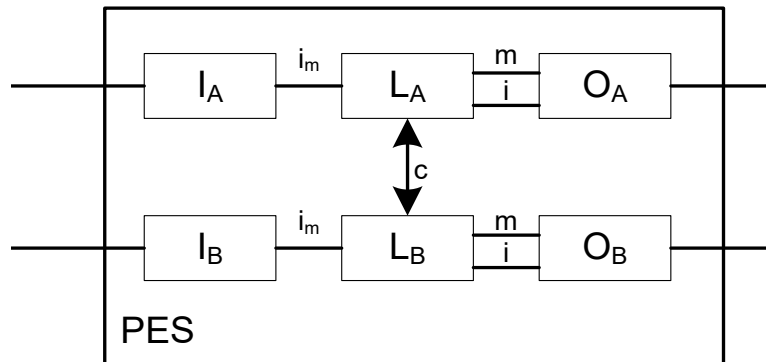 i_m m
I_A L_A i O_A
c
i_m m
I_B L_B i O_B
PES